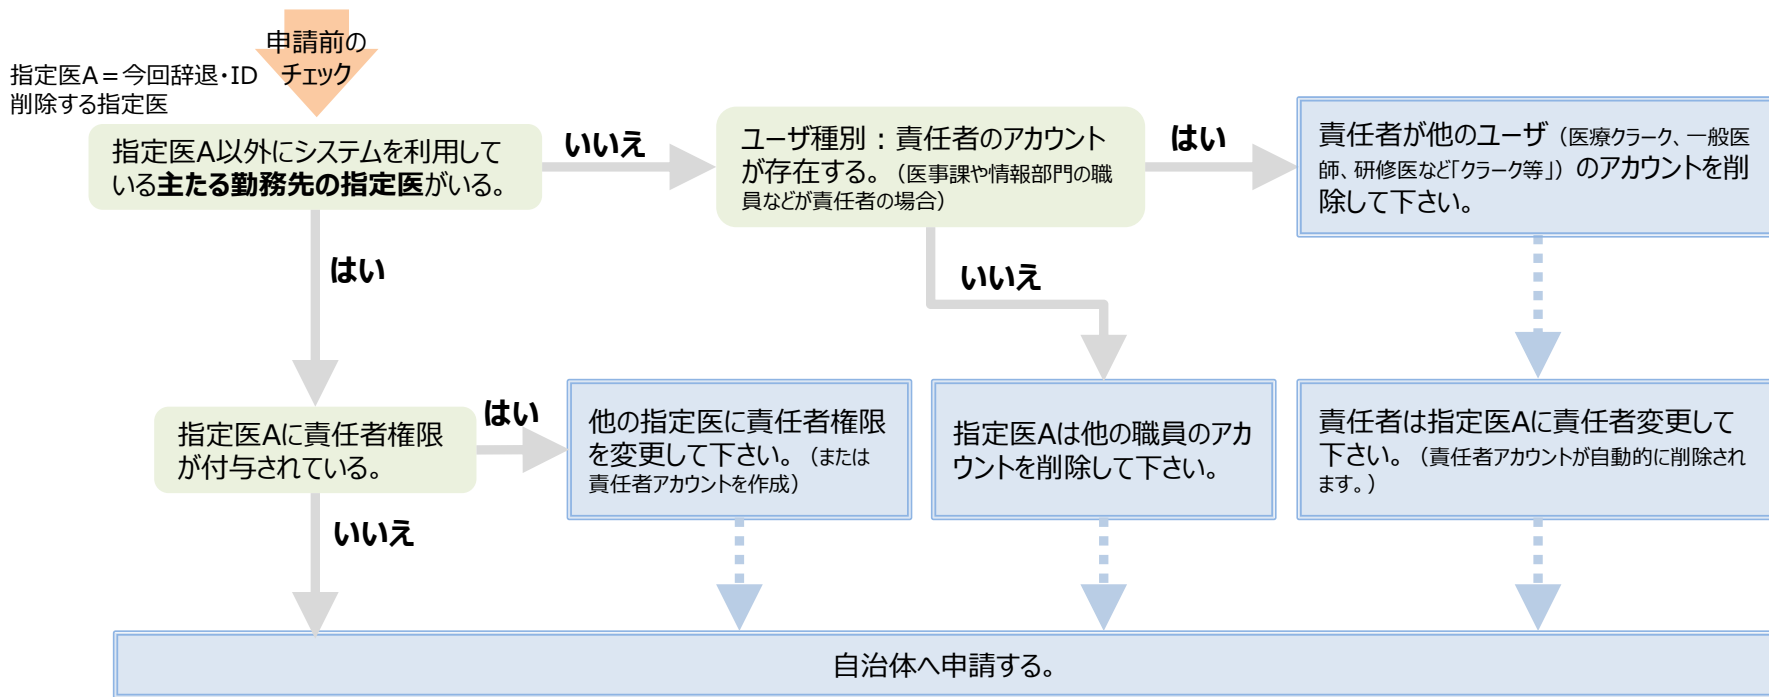 申請前の
チェック
指定医A＝今回辞退・ID
削除する指定医
指定医A以外にシステムを利用して
いる主たる勤務先の指定医がいる。
いいえ
ユーザ種別：責任者のアカウント
が存在する。（医事課や情報部門の職
員などが責任者の場合）
はい
責任者が他のユーザ（医療クラーク、一般医
師、研修医など「クラーク等」）のアカウントを削
除して下さい。
はい
いいえ
指定医Aに責任者権限
が付与されている。
はい
他の指定医に責任者権限
を変更して下さい。（または
責任者アカウントを作成）
指定医Aは他の職員のアカ
ウントを削除して下さい。
責任者は指定医Aに責任者変更して
下さい。（責任者アカウントが自動的に削除され
ます。）
いいえ
自治体へ申請する。